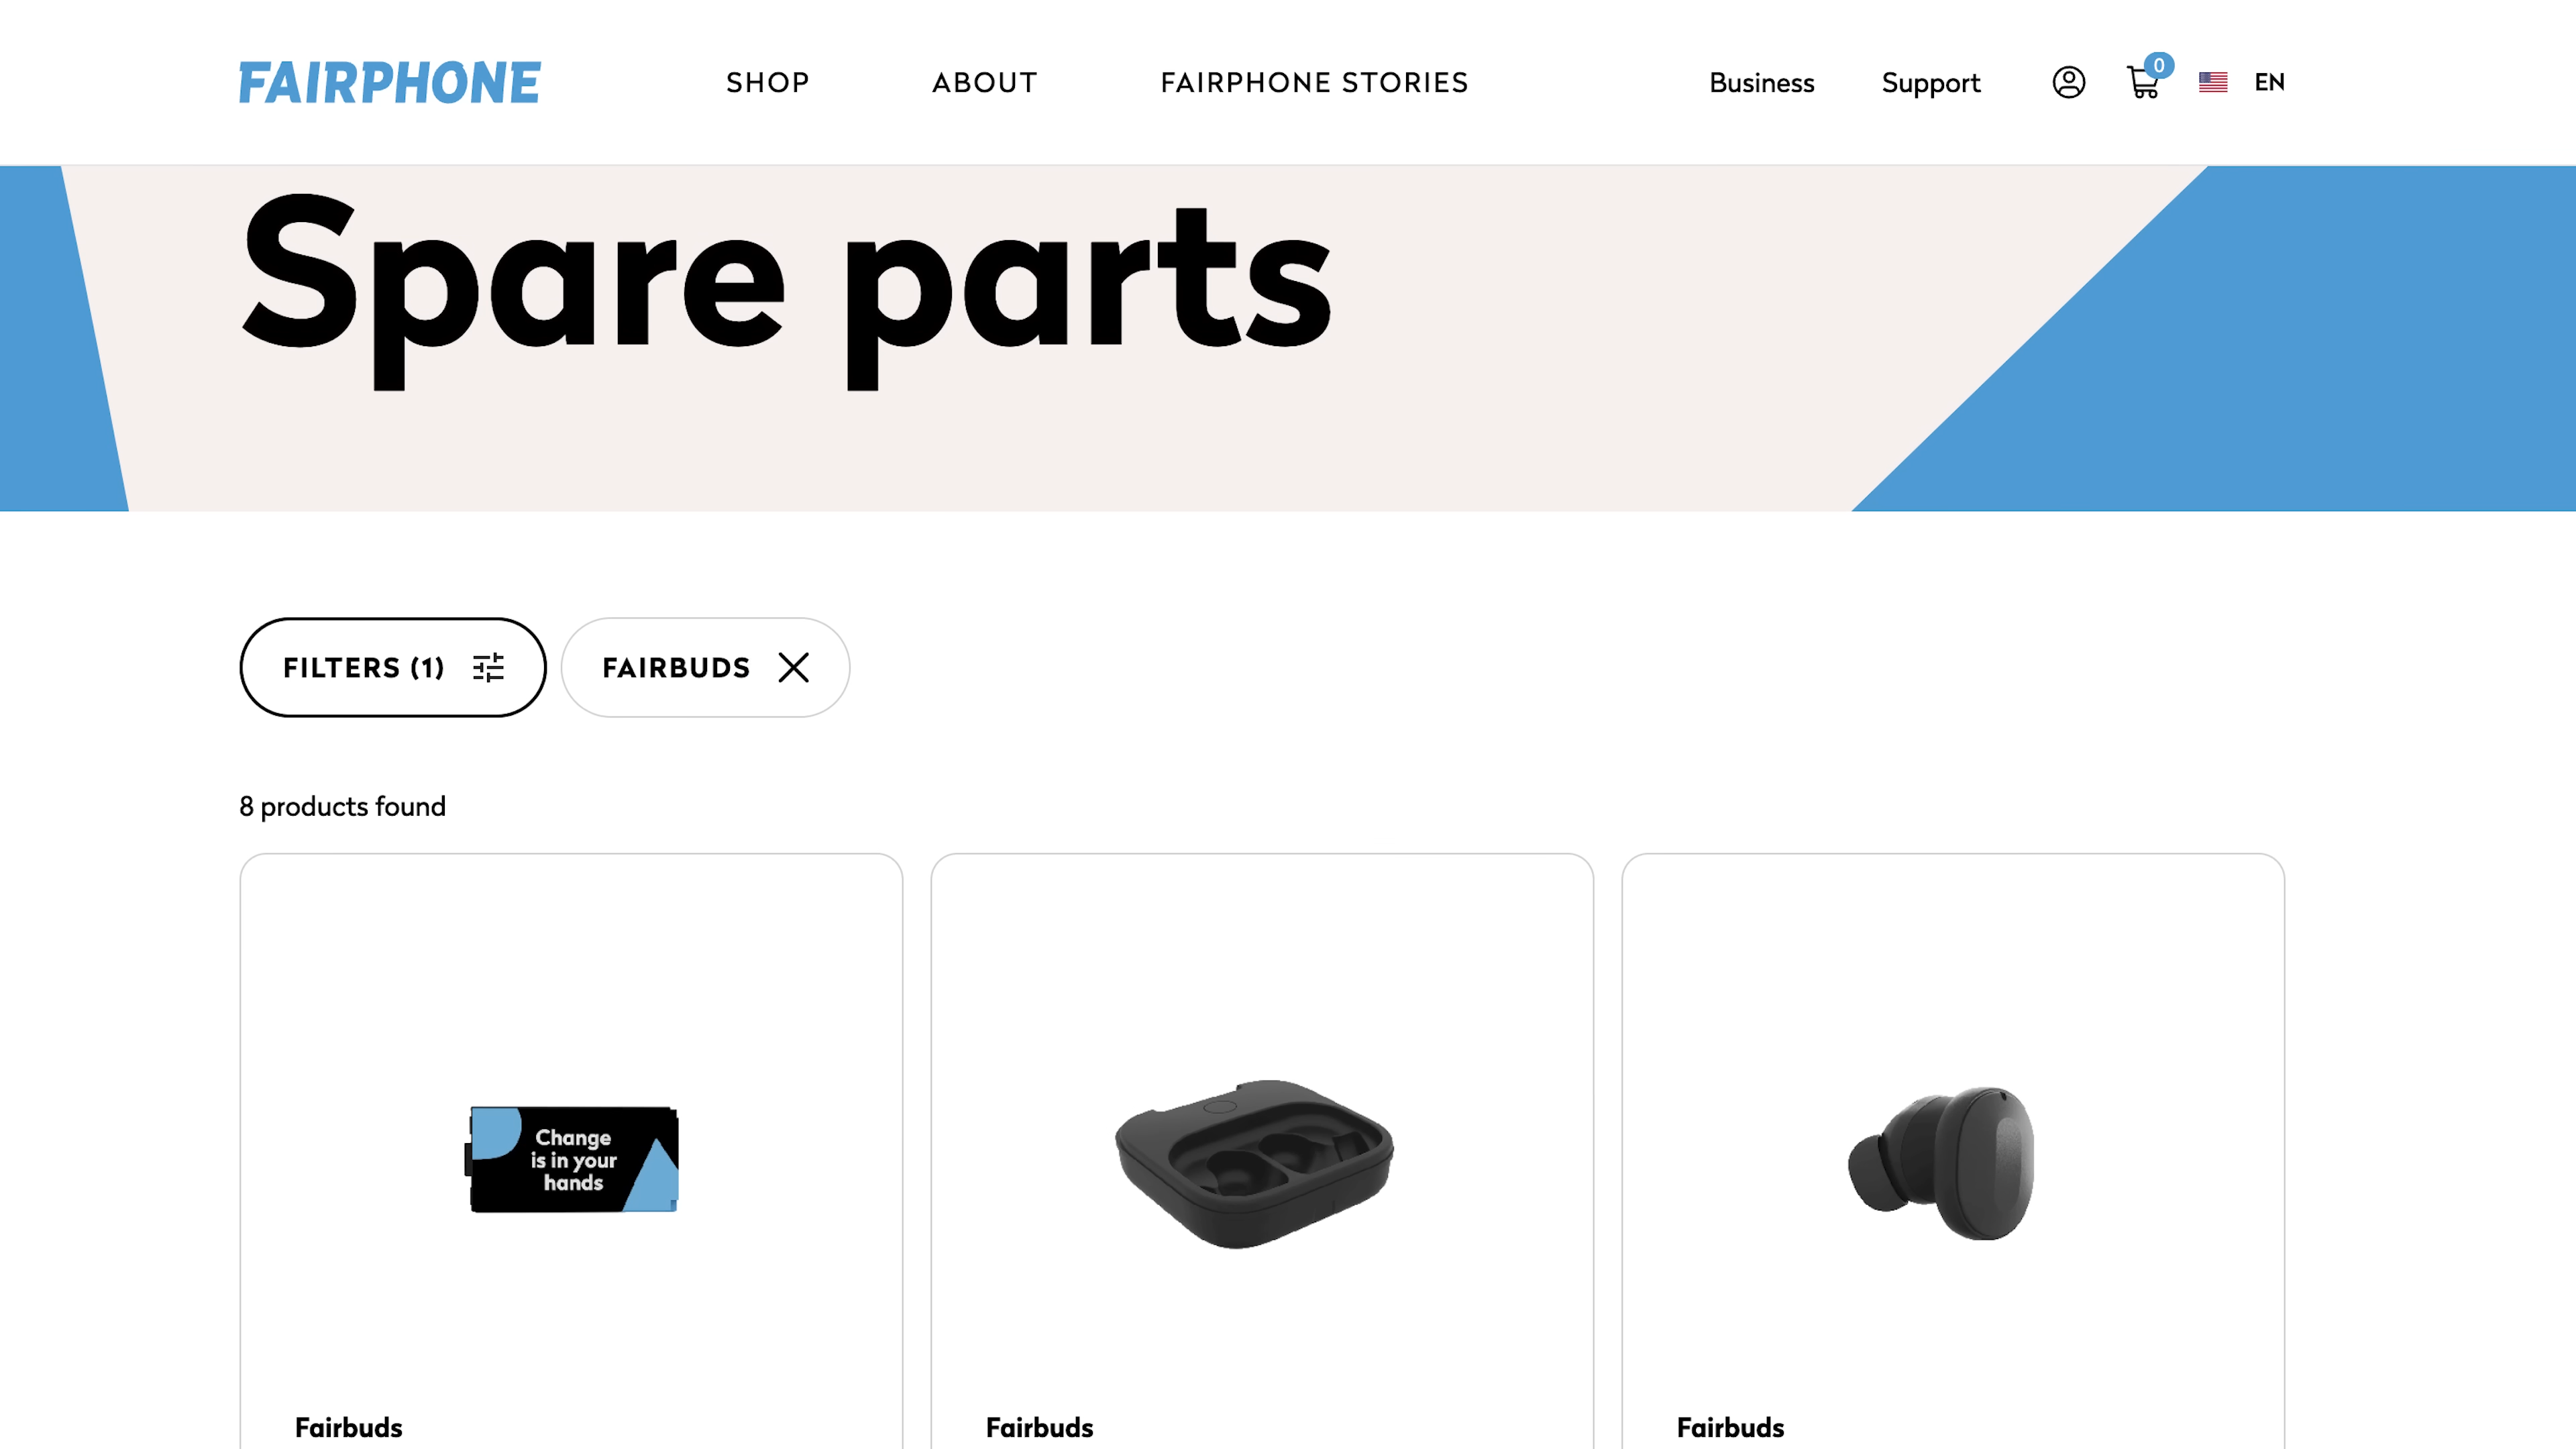 FAIRPHONE SHOP ABOUT FAIRPHONE STORIES Business Support 0 EN
Spare parts
FILTERS (1) FAIRBUDS
8 products found
Change
is in your
hands
Fairbuds Fairbuds Fairbuds